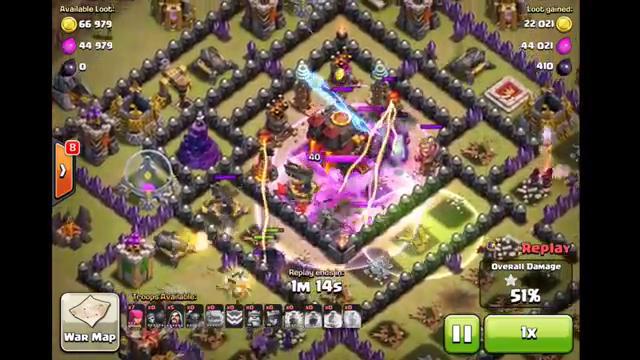 Available Loot:
66 979
44 979
0
Loot gained:
22 021
44 021
410
8
40
Replay ends in:
1m 14s
Replay
Overall Damage
51%
Troops Available:
War Map
1x